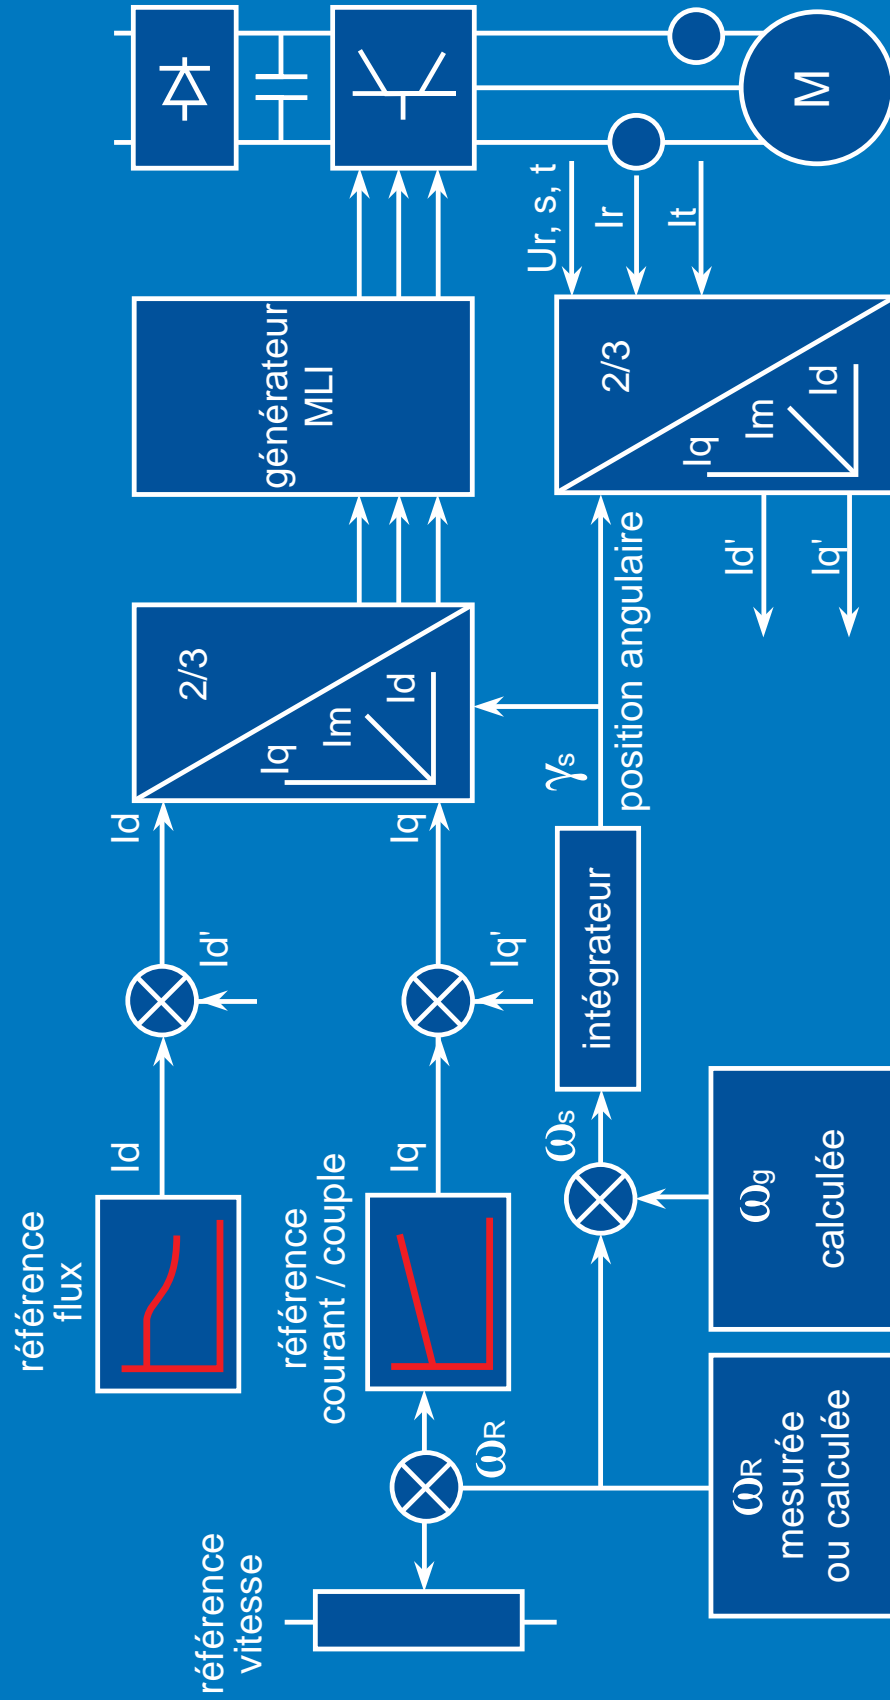 référence
flux
Id
Id'
Id
référence
vitesse
référence
courant / couple
Iq
Iq'
Iq
ωR
2/3
Iq
Im
Id
générateur
MLI
ωs
intégrateur
γs
position angulaire
Ur, s, t
Ir
It
2/3
Iq
Im
Id
Id'
Iq'
M
ωR
mesurée
ou calculée
ωg
calculée